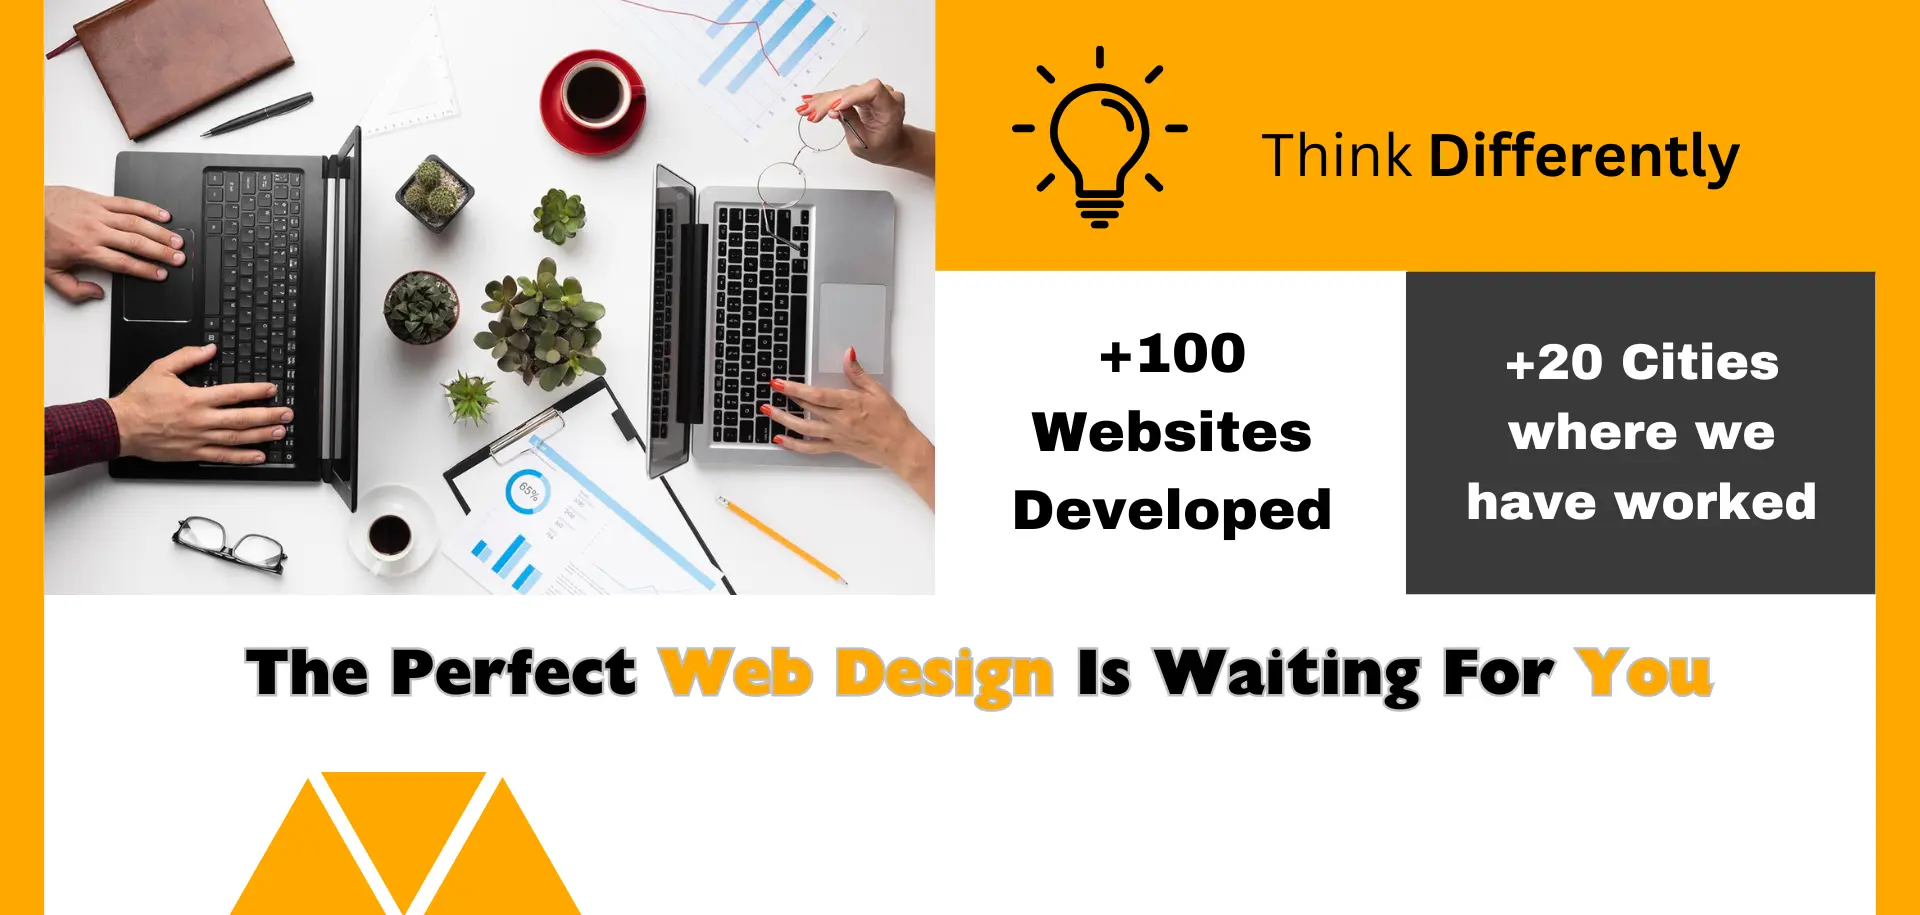 Think Differently
+100
Websites
Developed
+20 Cities
where we
have worked
65%
The Perfect Web Design Is Waiting For You